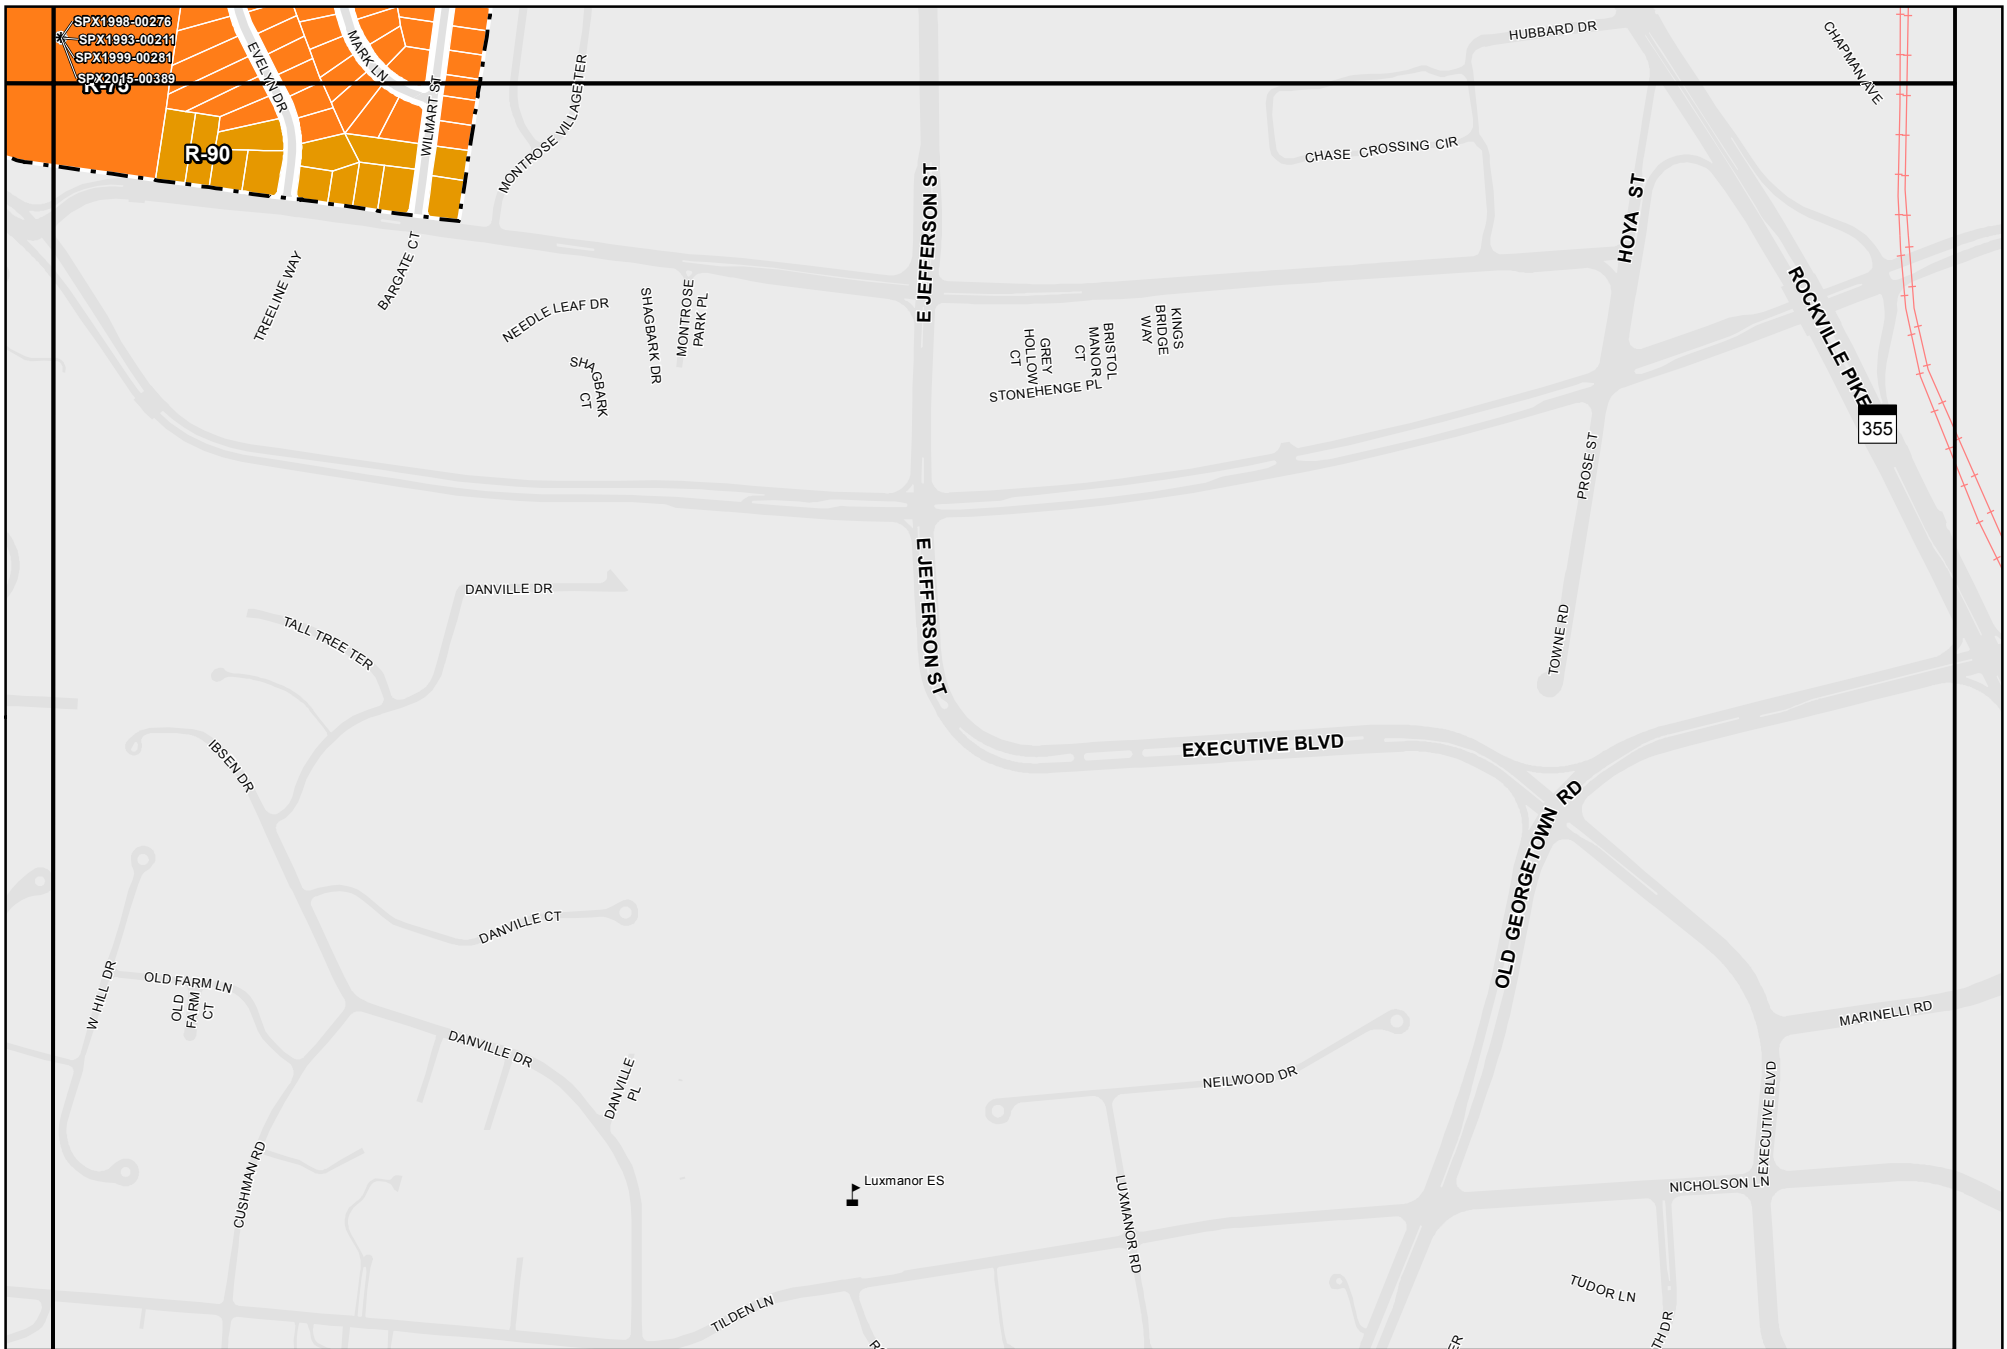 SPX1998-00276
SPX1993-00211
SPX1999-00281
SPX2015-00389
R-75
R-90
EVELYN DR
MARK LN
WILMART ST
MONTROSE VILLAGE TER
HUBBARD DR
CHAPMAN AVE
CHASE CROSSING CIR
E JEFFERSON ST
HOYA ST
ROCKVILLE PIKE
355
TREELINE WAY
BARGATE CT
NEEDLE LEAF DR
SHAGBARK DR
MONTROSE
PARK PL
SHAGBARK
CT
KINGS
BRIDGE
WAY
GREY
HOLLOW
CT
BRISTOL
MANOR
CT
STONEHENGE PL
PROSE ST
E JEFFERSON ST
DANVILLE DR
TALL TREE TER
TOWNE RD
IBSEN DR
EXECUTIVE BLVD
OLD GEORGETOWN RD
DANVILLE CT
W HILL DR
OLD FARM LN
OLD
FARM
CT
DANVILLE DR
DANVILLE
PL
MARINELLI RD
NEILWOOD DR
EXECUTIVE BLVD
CUSHMAN RD
Luxmanor ES
LUXMANOR RD
NICHOLSON LN
TILDEN LN
TUDOR LN
TH DR
ER